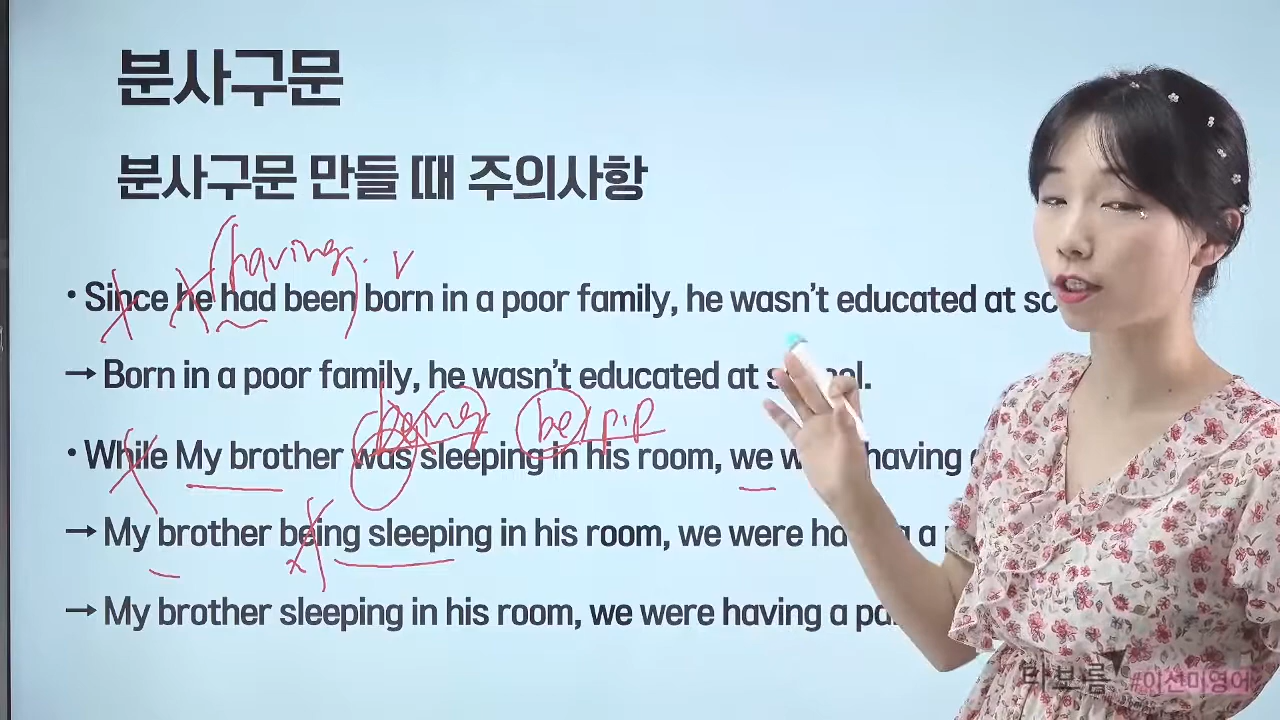 분사구문
분사구문 만들 때 주의사항
having. v
• Since he had been born in a poor family, he wasn't educated at
→ Born in a poor family, he wasn't educated at
being be p.p
• While My brother was sleeping in his room, we having
→ My brother being sleeping in his room, we were a
→ My brother sleeping in his room, we were having a
#이선미영어